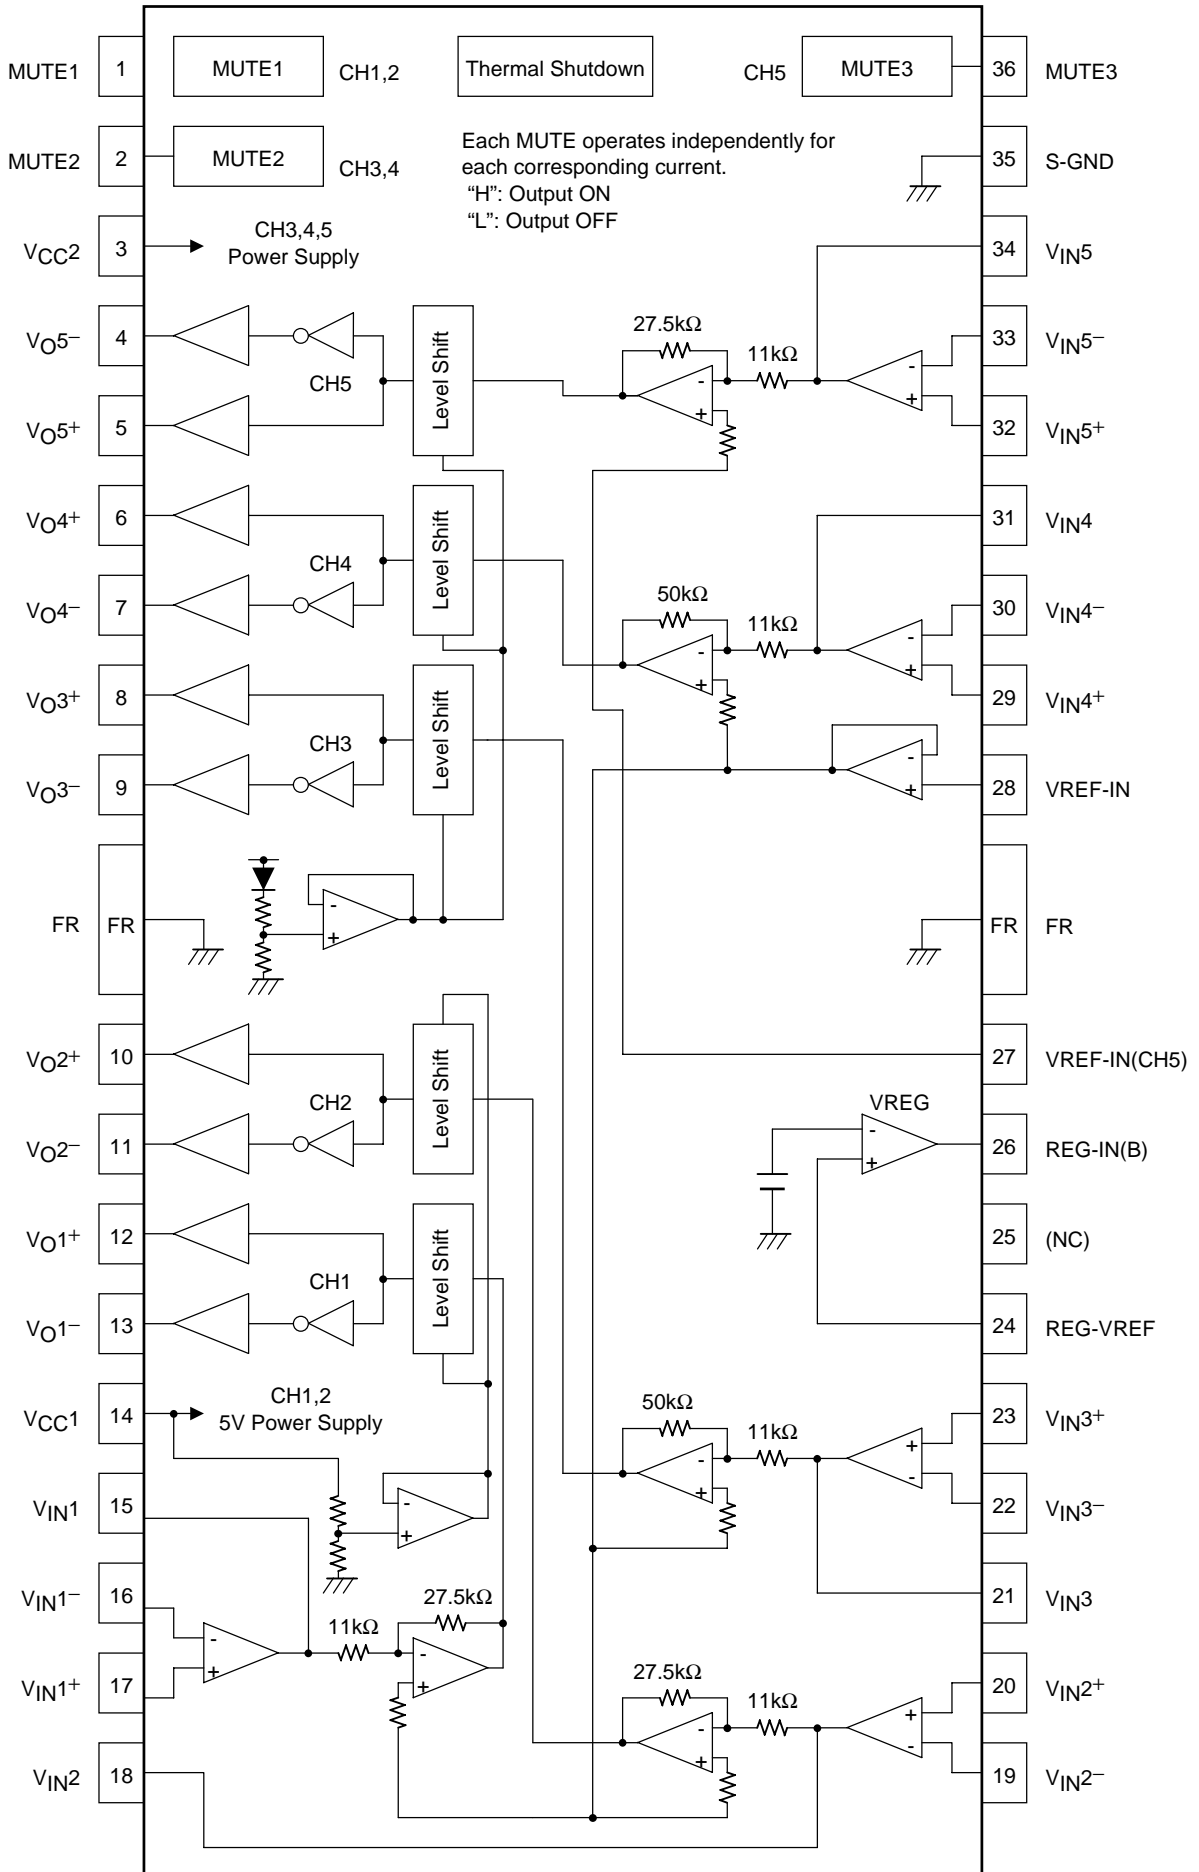 MUTE1 1 MUTE1 CH1,2 Thermal Shutdown CH5 MUTE3 36 MUTE3
MUTE2 2 MUTE2 CH3,4
Each MUTE operates independently for
each corresponding current.
“H”: Output ON
“L”: Output OFF
35 S-GND
VCC2 3 CH3,4,5
Power Supply
34 VIN5
VO5− 4 CH5 Level Shift 27.5kΩ 11kΩ - + - + 33 VIN5−
VO5+ 5 32 VIN5+
VO4+ 6 CH4 Level Shift 31 VIN4
VO4− 7 50kΩ 11kΩ - + - + 30 VIN4−
VO3+ 8 CH3 Level Shift 29 VIN4+
VO3− 9 - + 28 VREF-IN
FR FR - + FR FR
VO2+ 10 CH2 Level Shift 27 VREF-IN(CH5)
VO2− 11 VREG - + 26 REG-IN(B)
VO1+ 12 CH1 Level Shift 25 (NC)
VO1− 13 24 REG-VREF
VCC1 14 CH1,2
5V Power Supply
50kΩ 11kΩ - + + - 23 VIN3+
VIN1 15 - + 22 VIN3−
VIN1− 16 - + 11kΩ 27.5kΩ - + 21 VIN3
VIN1+ 17 27.5kΩ 11kΩ - + + - 20 VIN2+
VIN2 18 19 VIN2−